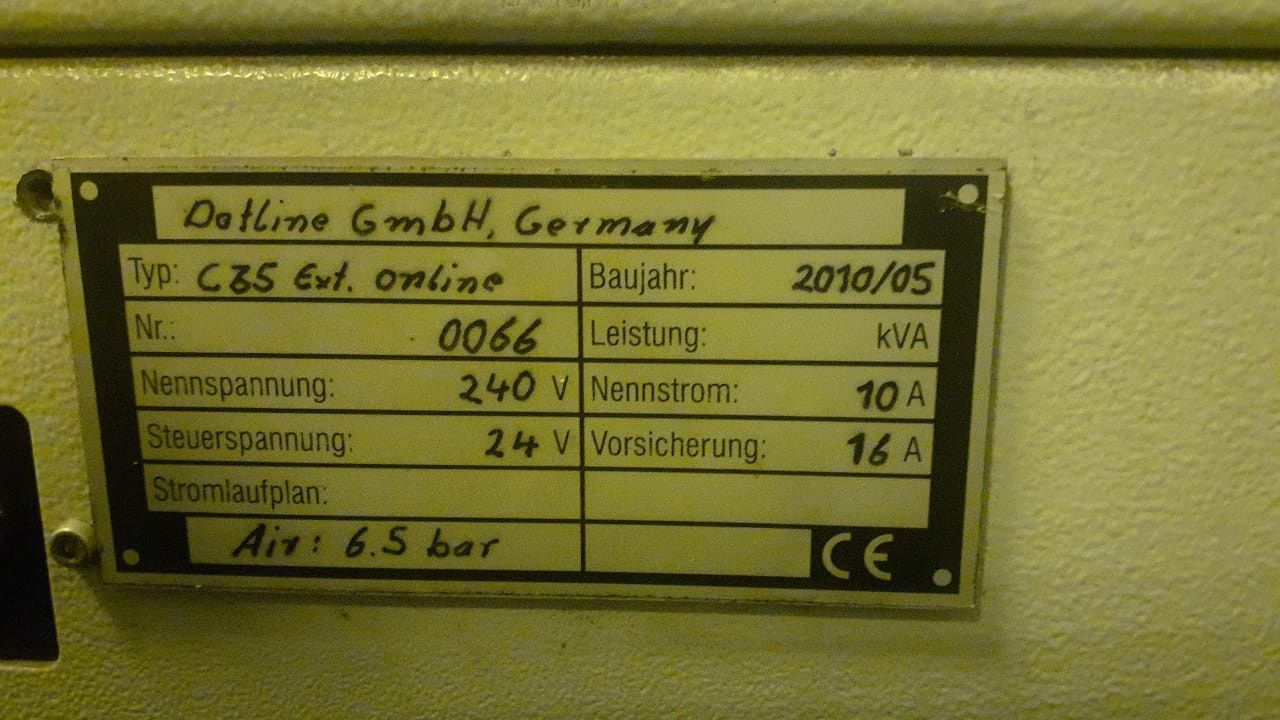 Dotline GmbH, Germany
Typ: C35 Ext. online
Baujahr: 2010/05
Nr.: 0066
Leistung: kVA
Nennspannung: 240 V
Nennstrom: 10 A
Steuerspannung: 24 V
Vorsicherung: 16 A
Stromlaufplan:
Air: 6.5 bar
CE